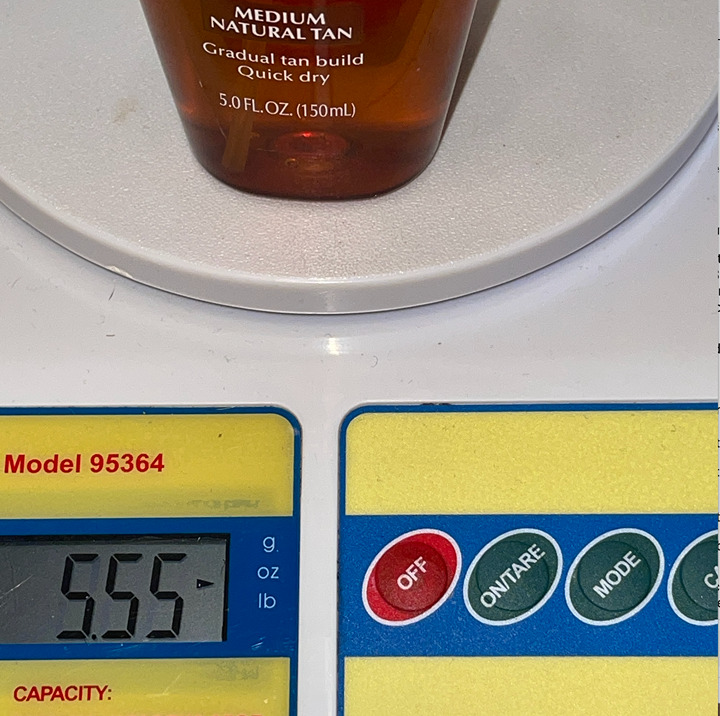 MEDIUM
NATURAL TAN
Gradual tan build
Quick dry
5.0 FL.OZ. (150mL)
Model 95364
5.55
g
oz
lb
OFF
ON/TARE
MODE
CA
CAPACITY: